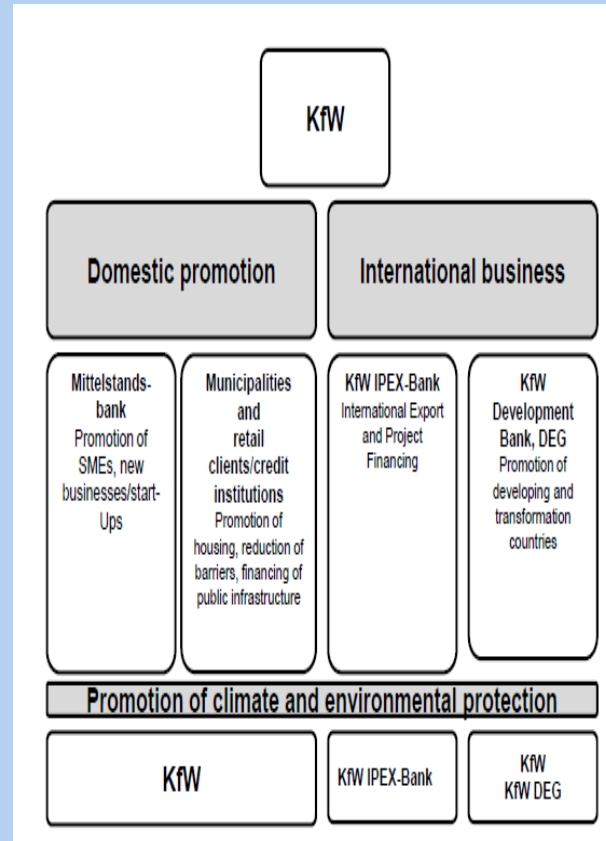 KfW
Domestic promotion
International business
Mittelstands-
bank
Promotion of
SMEs, new
businesses/start-
Ups
Municipalities
and
retail
clients/credit
institutions
Promotion of
housing, reduction of
barriers, financing of
public infrastructure
KfW IPEX-Bank
International Export
and Project
Financing
KfW
Development
Bank, DEG
Promotion of
developing and
transformation
countries
Promotion of climate and environmental protection
KfW
KfW IPEX-Bank
KfW
KfW DEG